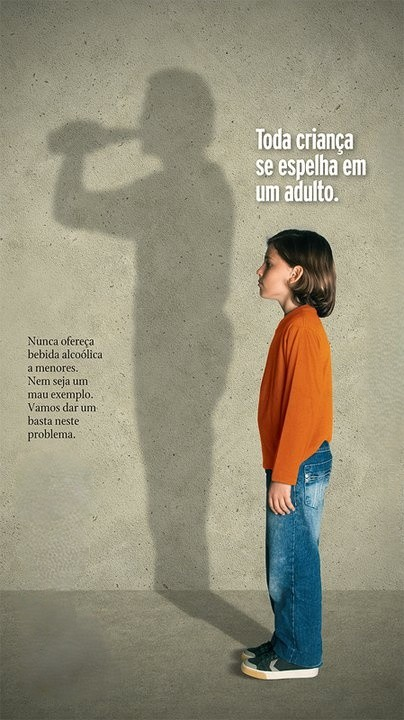 Toda criança
se espelha em
um adulto.
Nunca ofereça
bebida alcoólica
a menores.
Nem seja um
mau exemplo.
Vamos dar um
basta neste
problema.